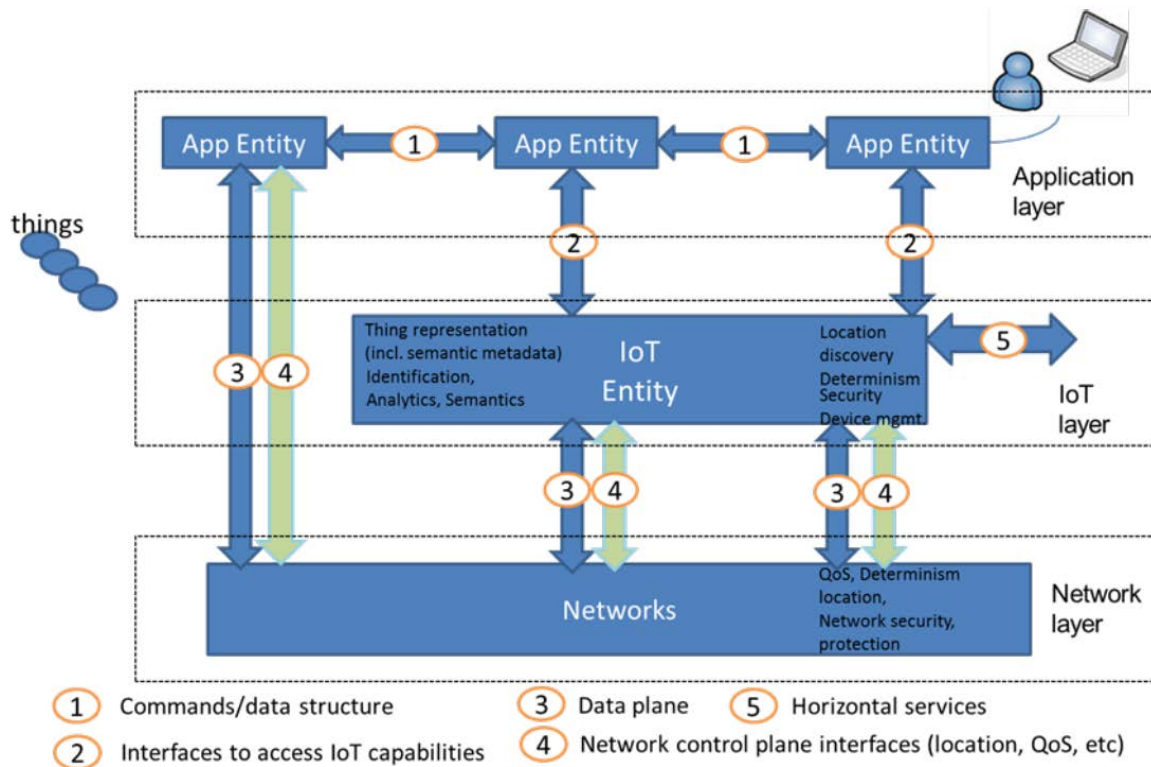 App Entity
1
App Entity
1
App Entity
Application
layer
things
2
2
Thing representation
(incl. semantic metadata)
Identification,
Analytics, Semantics
IoT
Entity
Location
discovery
Determinism
Security
Device mgmt.
5
IoT
layer
3
4
3
4
3
4
Networks
QoS, Determinism
location,
Network security,
protection
Network
layer
1 Commands/data structure
3 Data plane
5 Horizontal services
2 Interfaces to access IoT capabilities
4 Network control plane interfaces (location, QoS, etc)